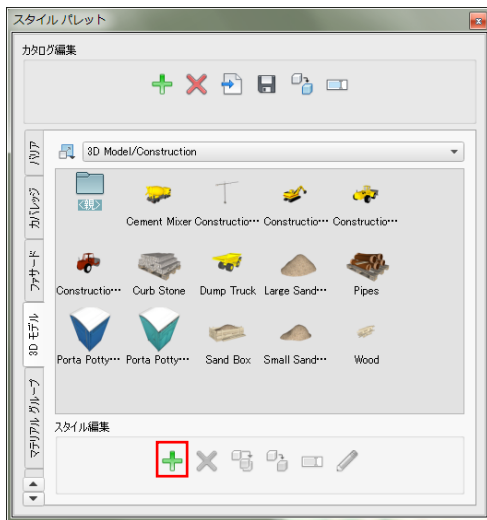 スタイル パレット
カタログ編集
バリア
カバレッジ
ファサード
3D モデル
マテリアル グループ
3D Model/Construction
<親>
Cement Mixer
Constructio⋯
Constructio⋯
Constructio⋯
Constructio⋯
Curb Stone
Dump Truck
Large Sand⋯
Pipes
Porta Potty⋯
Porta Potty⋯
Sand Box
Small Sand⋯
Wood
スタイル編集